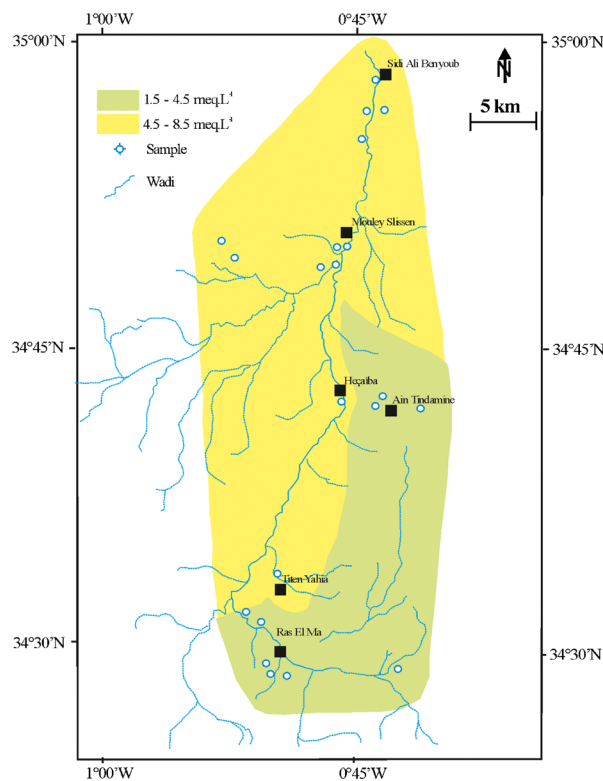 1°00'W
0°45'W
35°00'N
35°00'N
Sidi Ali Benyoub
N
5 km
1.5 - 4.5 meq.L⁻¹
4.5 - 8.5 meq.L⁻¹
Sample
Wadi
Mouley Slissen
34°45'N
34°45'N
Heçaïba
Ain Tindamine
Titen Yahia
Ras El Ma
34°30'N
34°30'N
1°00'W
0°45'W